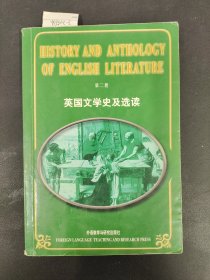 HISTORY AND ANTHOLOGY
OF ENGLISH LITERATURE
第二册
英国文学史及选读
外语教学与研究出版社
FOREIGN LANGUAGE TEACHING AND RESEARCH PRESS